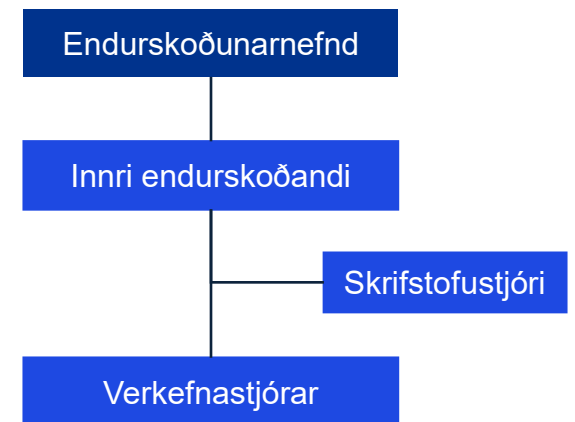 Endurskoðunarnefnd
Innri endurskoðandi
Skrifstofustjóri
Verkefnastjórar